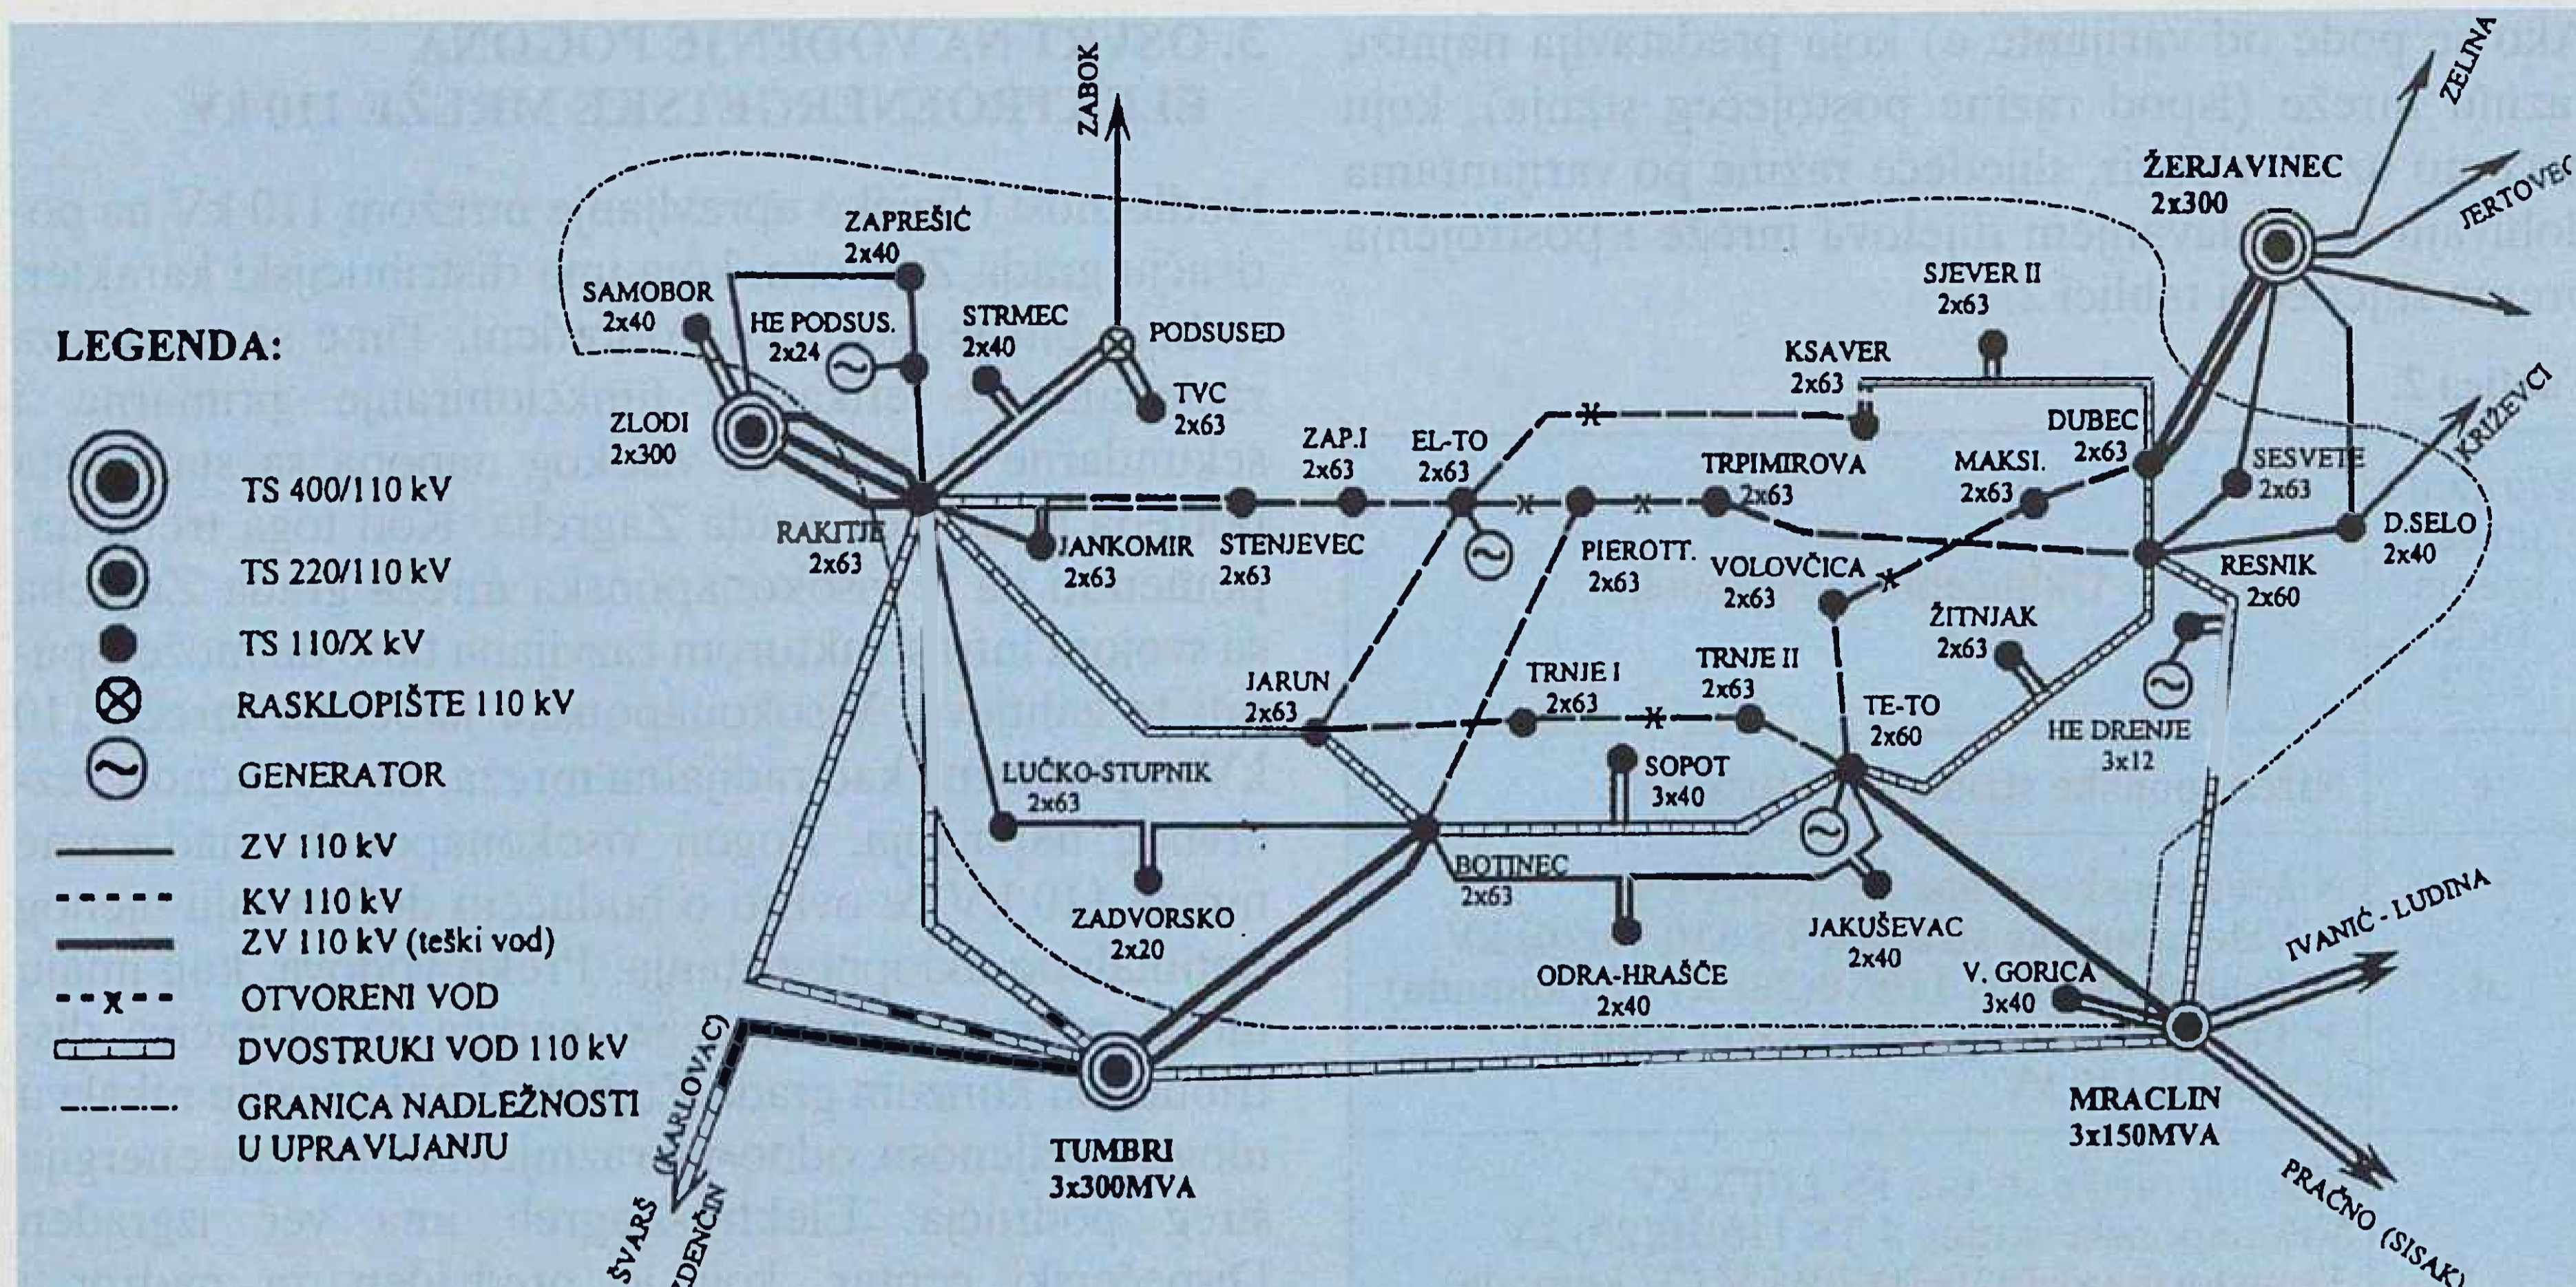 ZABOK
ZELINA
ŽERJAVINEC
2x300
ZAPREŠIĆ
2x40
SJEVER II
2x63
SAMOBOR
2x40
HE PODSUS.
2x24
STRMEC
2x40
PODSUSED
KSAVER
2x63
KRIŽEVCI
LEGENDA:
TVC
2x63
DUBEC
2x63
ZLODI
2x300
ZAP.I
2x63
EL-TO
2x63
TRPIMIROVA
2x63
MAKSI.
2x63
SESVETE
2x63
TS 400/110 kV
RAKITJE
2x63
JANKOMIR
2x63
STENJEVEC
2x63
PIEROTT.
2x63
VOLOVČICA
2x63
D.SELO
2x40
RESNIK
2x60
TS 220/110 kV
ŽITNJAK
2x63
TS 110/X kV
JARUN
2x63
TRNJE I
2x63
TRNJE II
2x63
TE-TO
2x60
HE DRENJE
3x12
RASKLOPIŠTE 110 kV
GENERATOR
LUČKO-STUPNIK
2x63
SOPOT
3x40
ZV 110 kV
BOTINEC
2x63
KV 110 kV
ZADVORSKO
2x20
JAKUŠEVAC
2x40
IVANIĆ - LUDINA
ZV 110 kV (teški vod)
ODRA-HRAŠČE
2x40
V. GORICA
3x40
OTVORENI VOD
DVOSTRUKI VOD 110 kV
GRANICA NADLEŽNOSTI
U UPRAVLJANJU
(KARLOVAC)
ŠVARŠ
TUMBRI
3x300MVA
MRACLIN
3x150MVA
PRAČNO (SISAK)